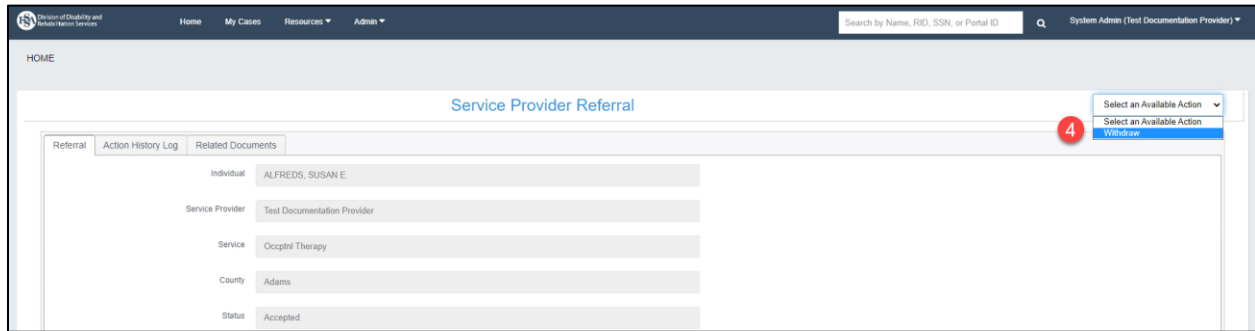 Division of Disability and
Rehabilitation Services
Home My Cases Resources Admin
Search by Name, RID, SSN, or Portal ID
System Admin (Test Documentation Provider)
HOME
Service Provider Referral
Select an Available Action
Select an Available Action
4 Withdraw
Referral Action History Log Related Documents
Individual ALFREDS, SUSAN E.
Service Provider Test Documentation Provider
Service Occptnl Therapy
County Adams
Status Accepted